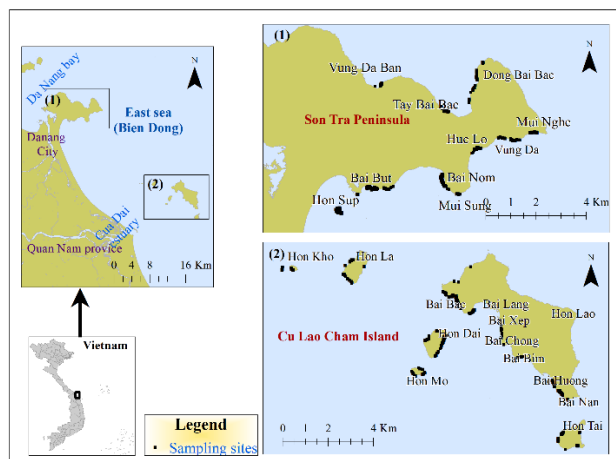 N
Da Nang bay
(1)
East sea
(Bien Dong)
Danang
City
(2)
Cua Dai
estuary
Quan Nam provice
0 4 8 16 Km
Vietnam
Legend
Sampling sites
(1)
N
Vung Da Ban
Dong Bai Bac
Tay Bai Bac
Son Tra Peninsula
Mui Nghe
Huc Lo
Vung Da
Bai But
Bai Nom
Hon Sup
Mui Sung
0 1 2 4 Km
(2)
N
Hon Kho
Hon La
Bai Bac
Bai Lang
Hon Lao
Bai Xep
Cu Lao Cham Island
Hon Dai
Bai Chong
Bai Bim
Hon Mo
Bai Huong
Bai Nan
Hon Tai
0 1 2 4 Km